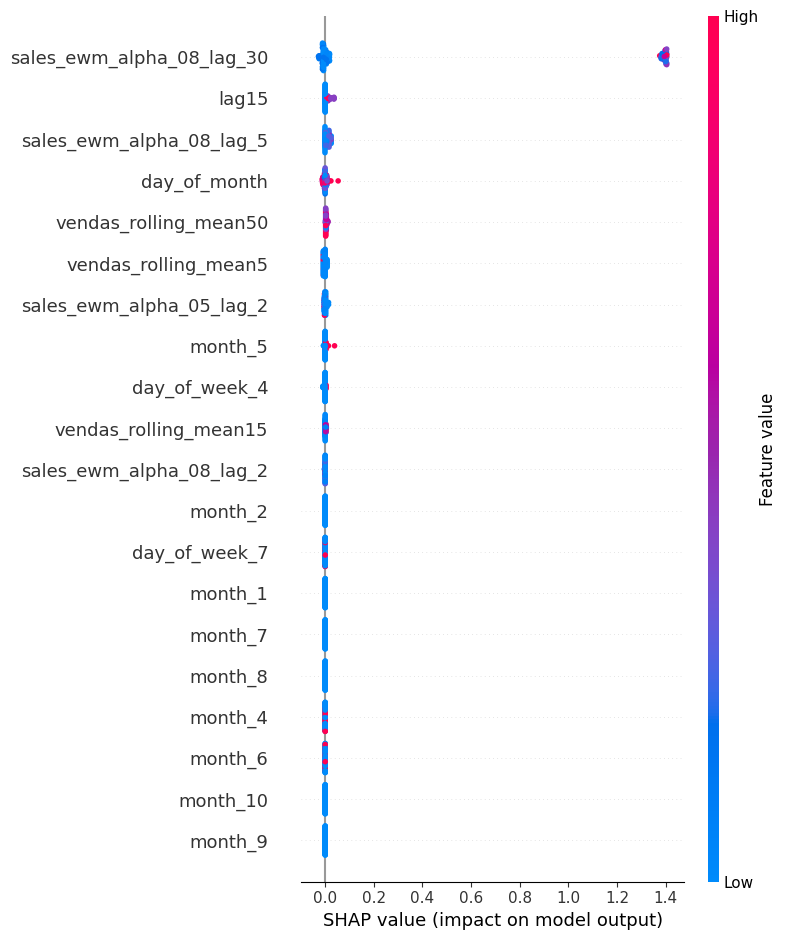 High
sales_ewm_alpha_08_lag_30
lag15
sales_ewm_alpha_08_lag_5
day_of_month
vendas_rolling_mean50
vendas_rolling_mean5
sales_ewm_alpha_05_lag_2
month_5
day_of_week_4
vendas_rolling_mean15
sales_ewm_alpha_08_lag_2
month_2
day_of_week_7
month_1
month_7
month_8
month_4
month_6
month_10
month_9
Feature value
Low
0.0 0.2 0.4 0.6 0.8 1.0 1.2 1.4
SHAP value (impact on model output)